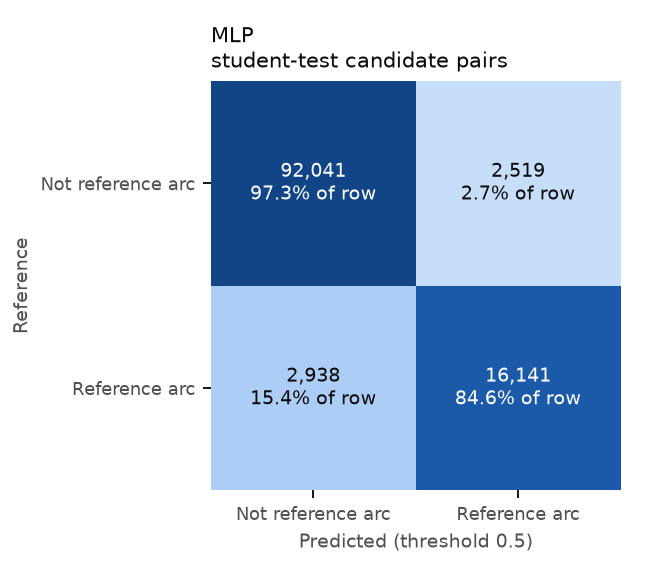 MLP
student-test candidate pairs
Not reference arc
92,041
97.3% of row
2,519
2.7% of row
Reference
Reference arc
2,938
15.4% of row
16,141
84.6% of row
Not reference arc
Reference arc
Predicted (threshold 0.5)